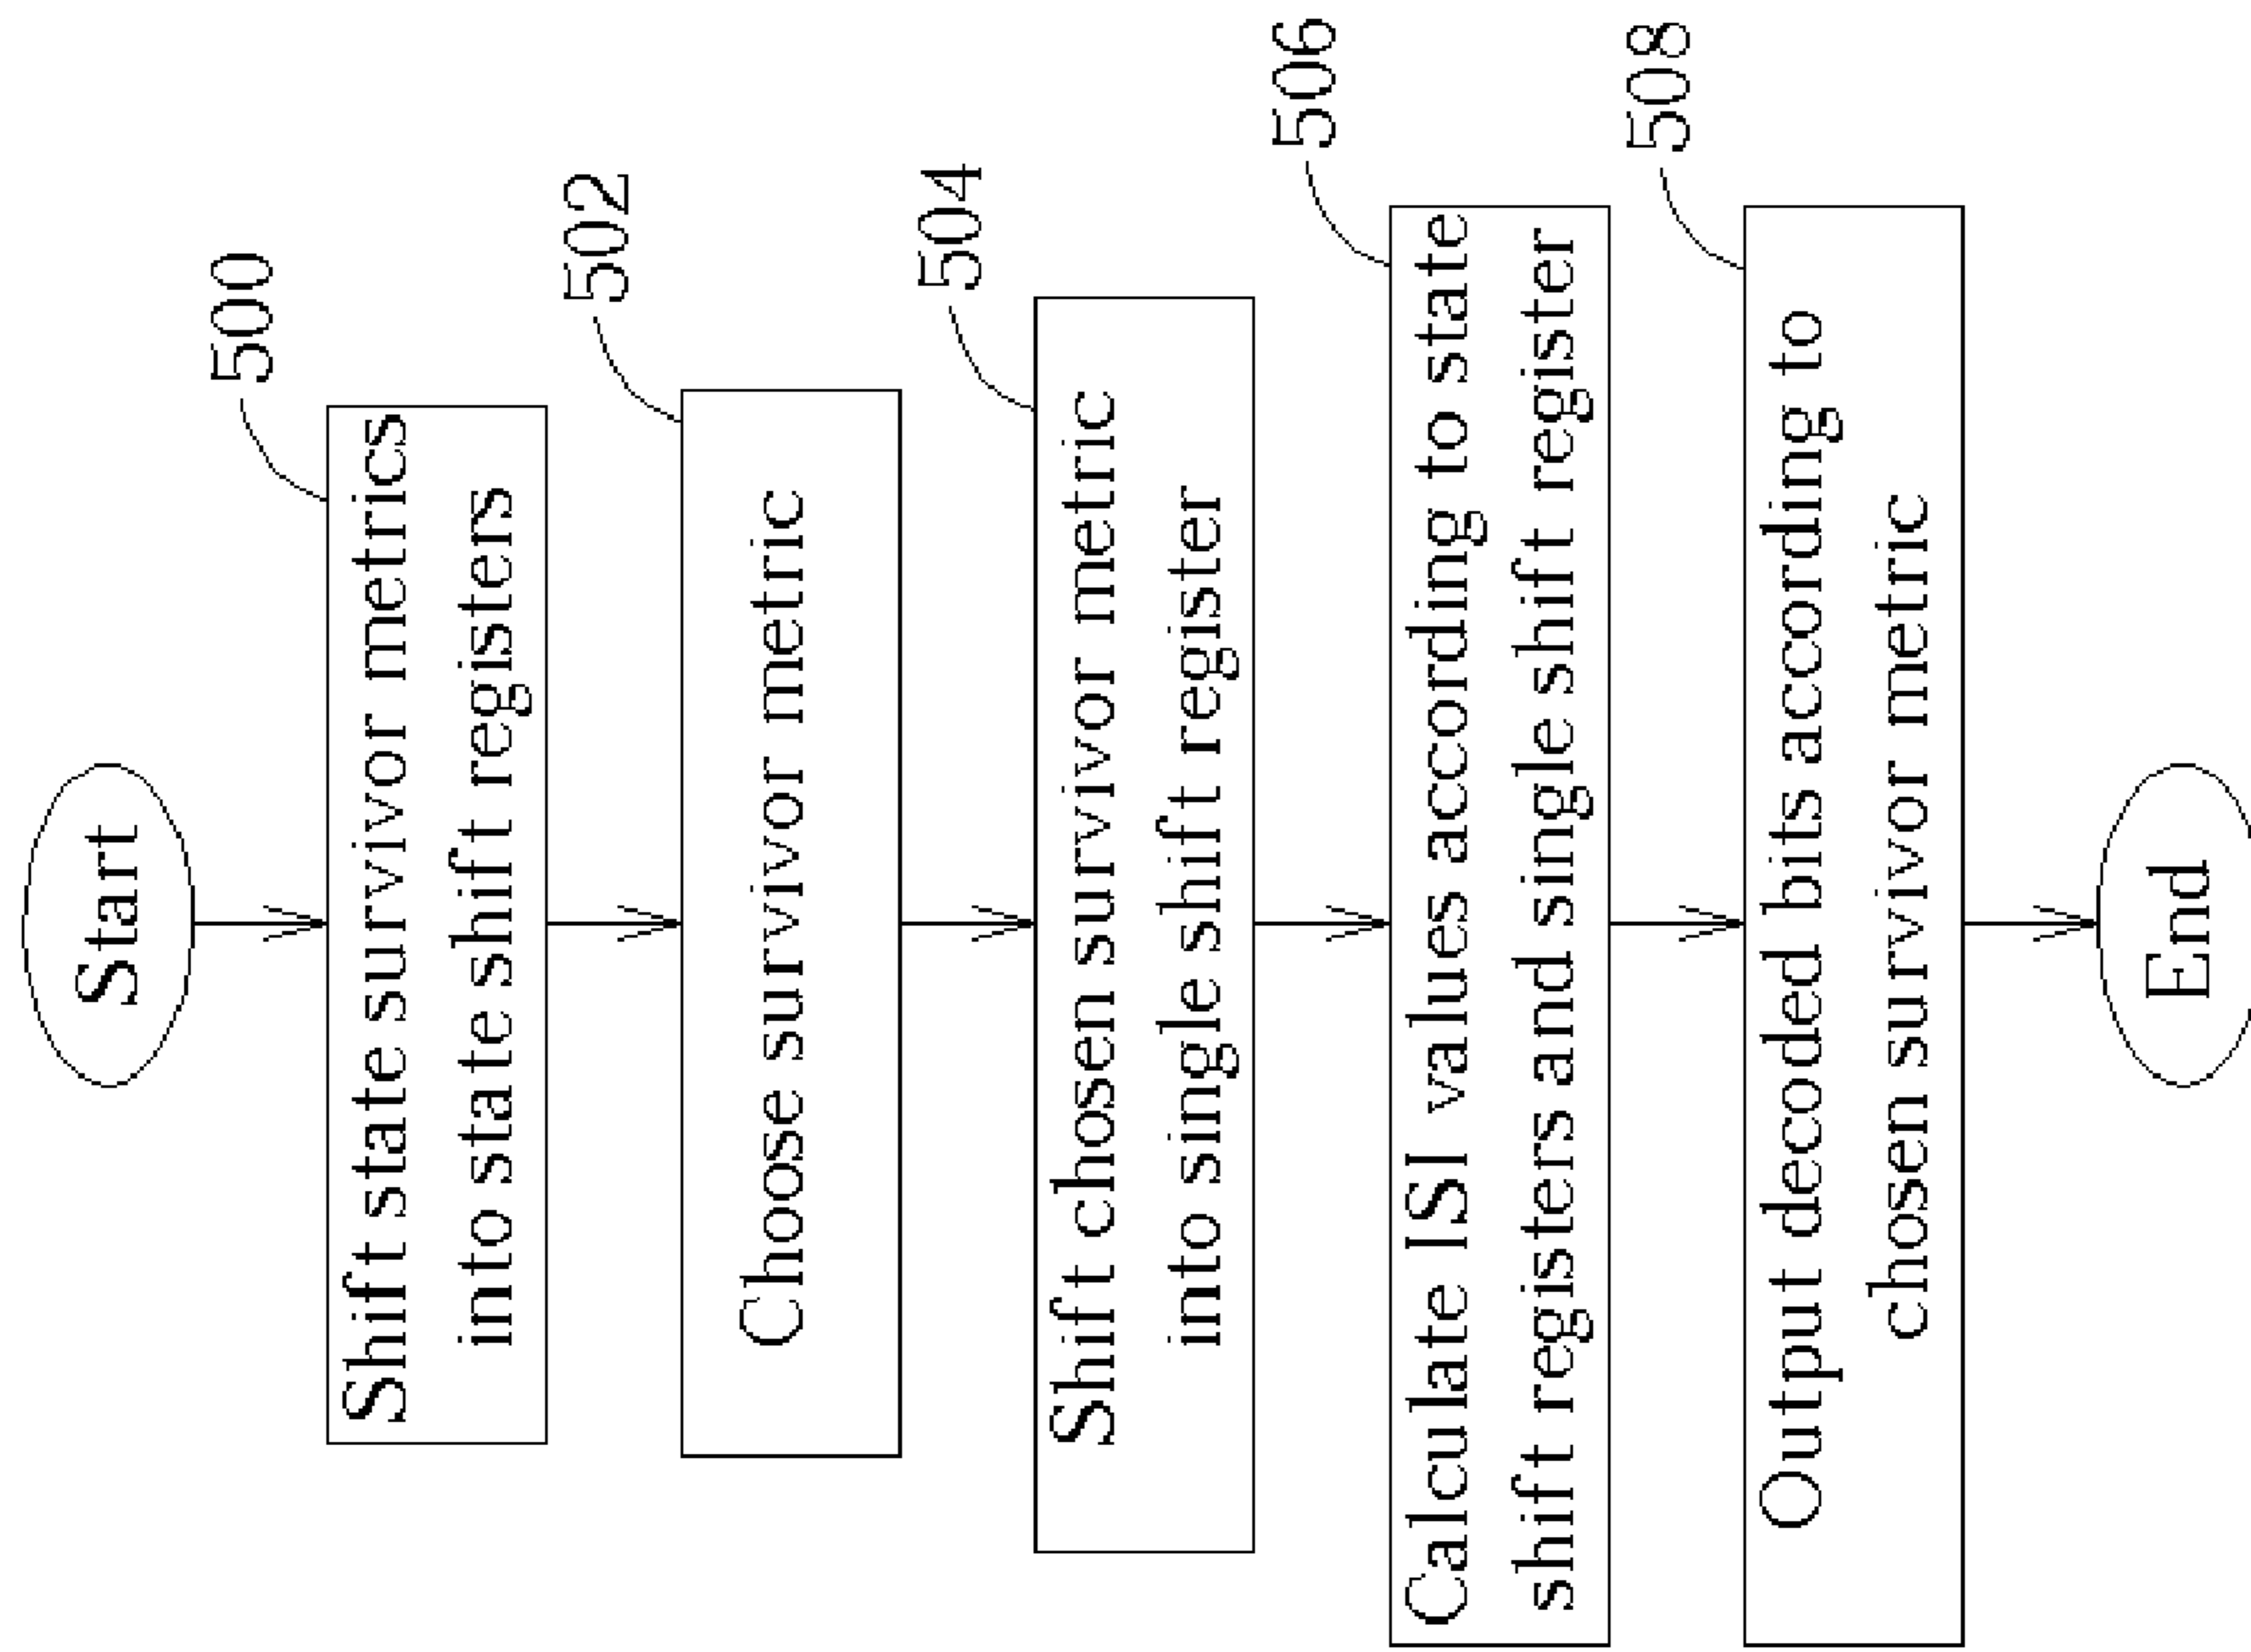 Start
500
Shift state survivor metrics
into state shift registers
502
Choose survivor metric
504
Shift chosen survivor metric
into single shift register
506
Calculate ISI values according to state
shift registers and single shift register
508
Output decoded bits according to
chosen survivor metric
End